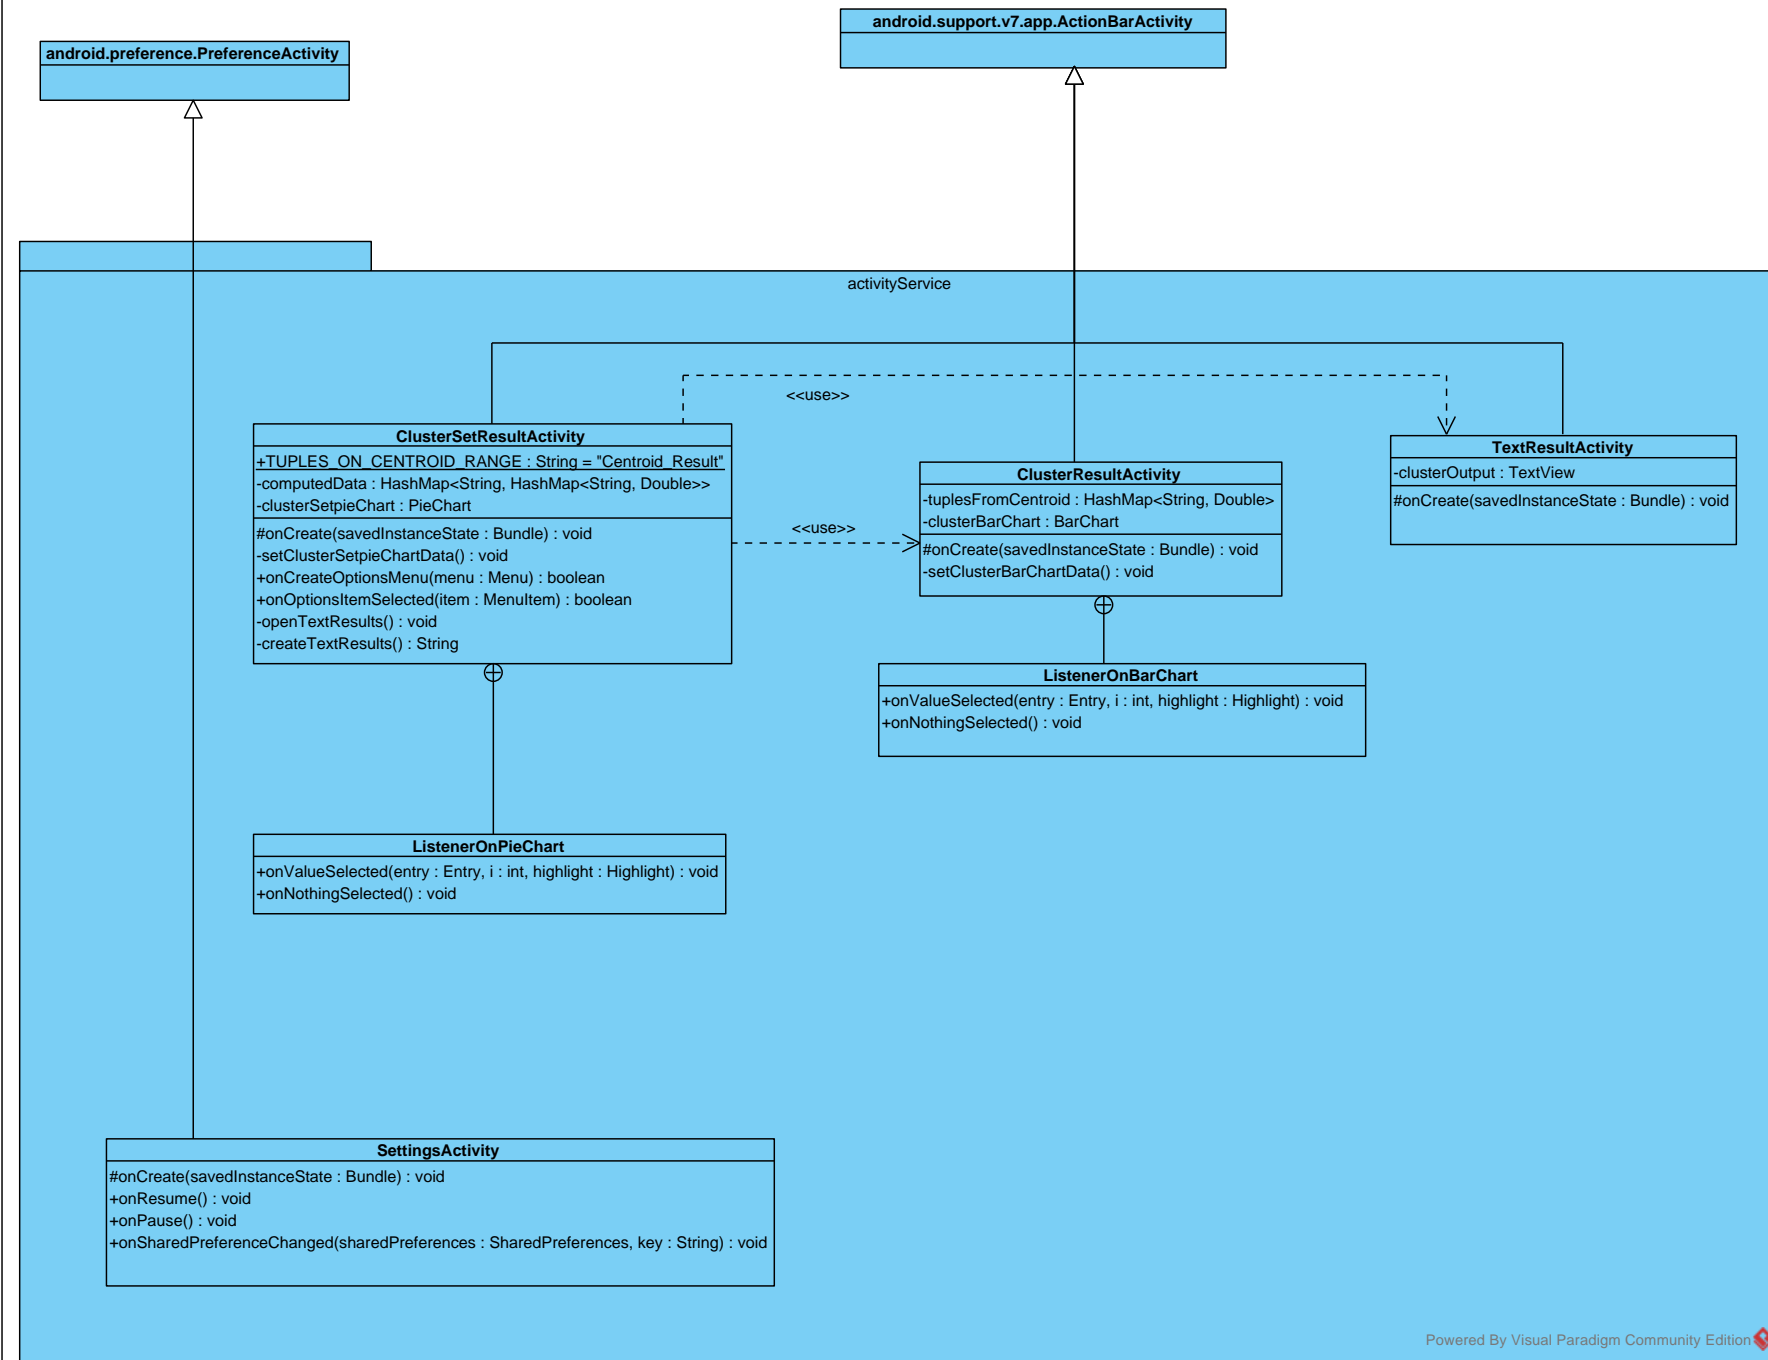 android.support.v7.app.ActionBarActivity
android.preference.PreferenceActivity
activityService
<<use>>
ClusterSetResultActivity
+TUPLES_ON_CENTROID_RANGE : String = "Centroid_Result"
-computedData : HashMap<String, HashMap<String, Double>>
-clusterSetpieChart : PieChart
#onCreate(savedInstanceState : Bundle) : void
-setClusterSetpieChartData() : void
+onCreateOptionsMenu(menu : Menu) : boolean
+onOptionsItemSelected(item : MenuItem) : boolean
-openTextResults() : void
-createTextResults() : String
<<use>>
ClusterResultActivity
-tuplesFromCentroid : HashMap<String, Double>
-clusterBarChart : BarChart
#onCreate(savedInstanceState : Bundle) : void
-setClusterBarChartData() : void
TextResultActivity
-clusterOutput : TextView
#onCreate(savedInstanceState : Bundle) : void
ListenerOnBarChart
+onValueSelected(entry : Entry, i : int, highlight : Highlight) : void
+onNothingSelected() : void
ListenerOnPieChart
+onValueSelected(entry : Entry, i : int, highlight : Highlight) : void
+onNothingSelected() : void
SettingsActivity
#onCreate(savedInstanceState : Bundle) : void
+onResume() : void
+onPause() : void
+onSharedPreferenceChanged(sharedPreferences : SharedPreferences, key : String) : void
Powered By Visual Paradigm Community Edition